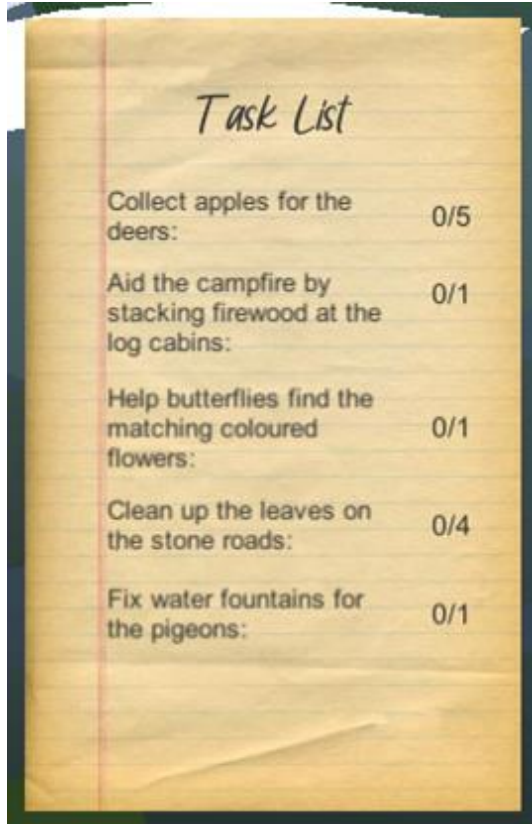 Task List
Collect apples for the
deers:
0/5
Aid the campfire by
stacking firewood at the
log cabins:
0/1
Help butterflies find the
matching coloured
flowers:
0/1
Clean up the leaves on
the stone roads:
0/4
Fix water fountains for
the pigeons:
0/1